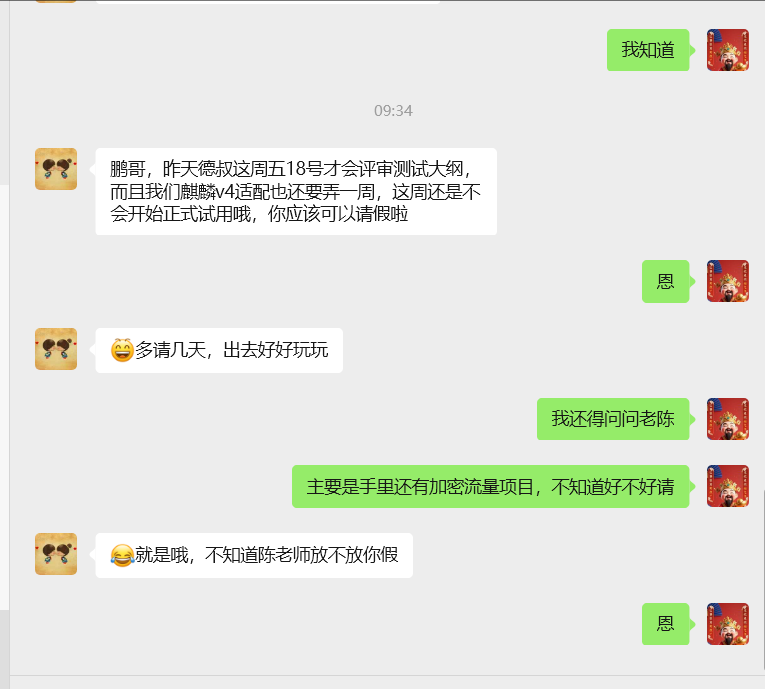 我知道
09:34
鹏哥，昨天德叔这周五18号才会评审测试大纲，
而且我们麒麟v4适配也还要弄一周，这周还是不
会开始正式试用哦，你应该可以请假啦
恩
多请几天，出去好好玩玩
我还得问问老陈
主要是手里还有加密流量项目，不知道好不好请
就是哦，不知道陈老师放不放你假
恩